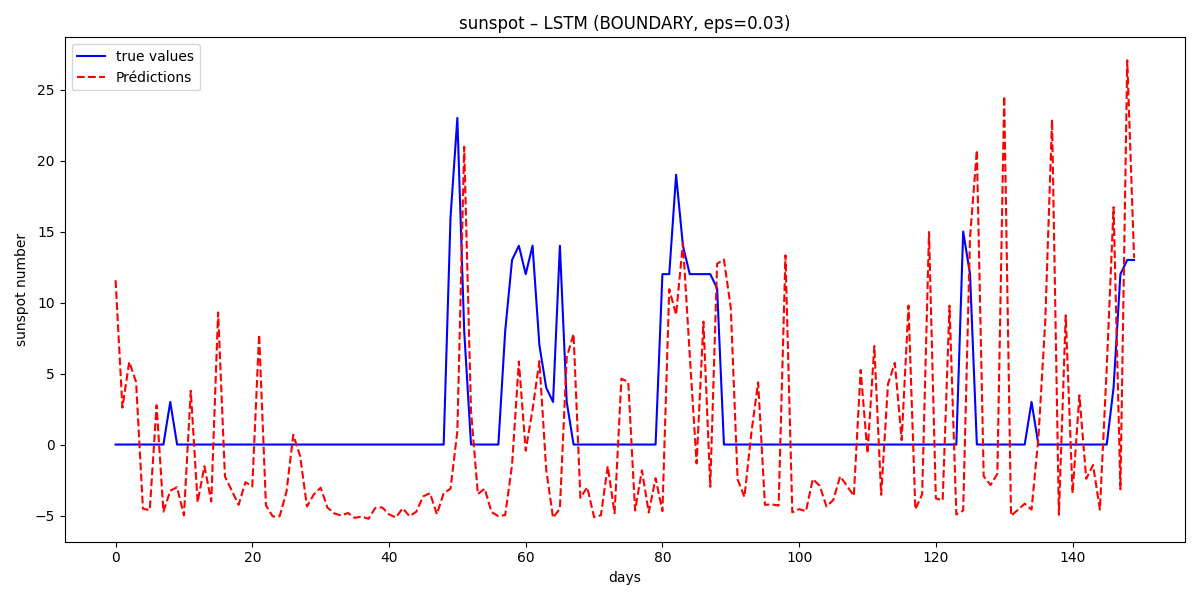 sunspot – LSTM (BOUNDARY, eps=0.03)
true values
Prédictions
sunspot number
25
20
15
10
5
0
−5
0 20 40 60 80 100 120 140
days